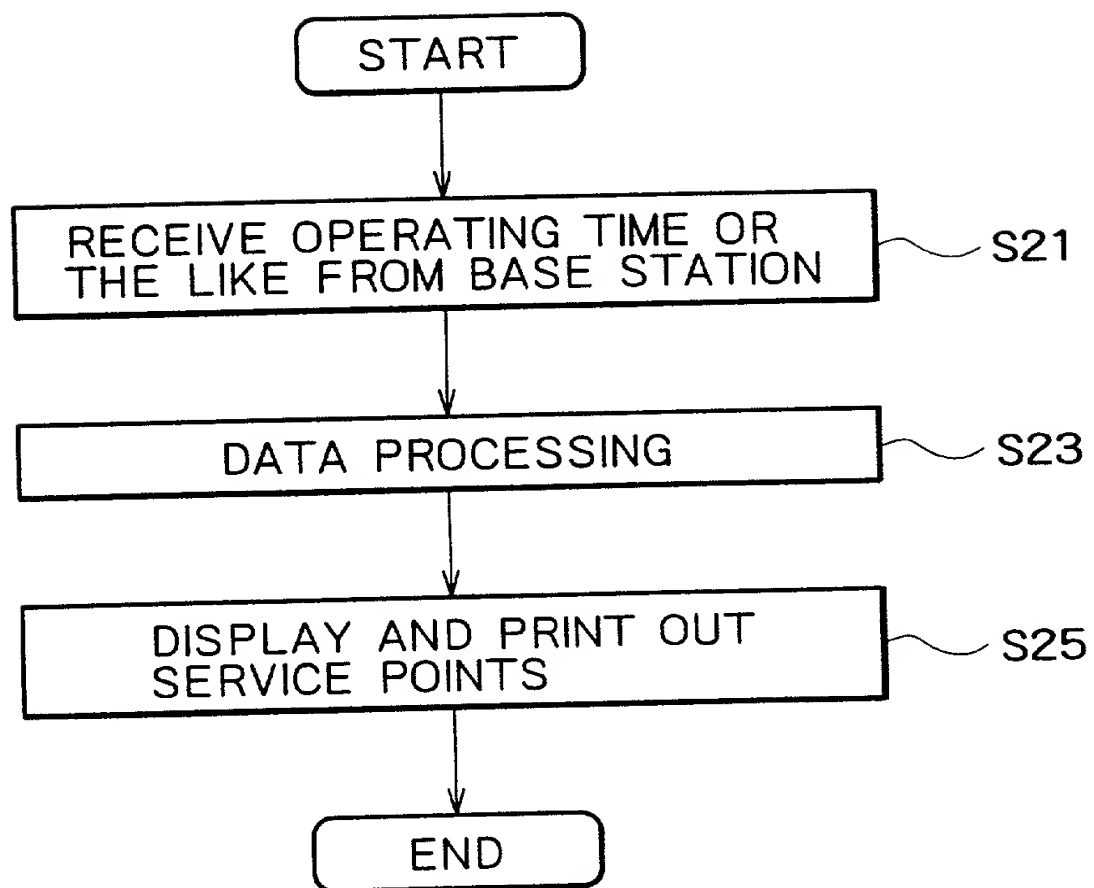 START
RECEIVE OPERATING TIME OR
THE LIKE FROM BASE STATION
S21
DATA PROCESSING
S23
DISPLAY AND PRINT OUT
SERVICE POINTS
S25
END